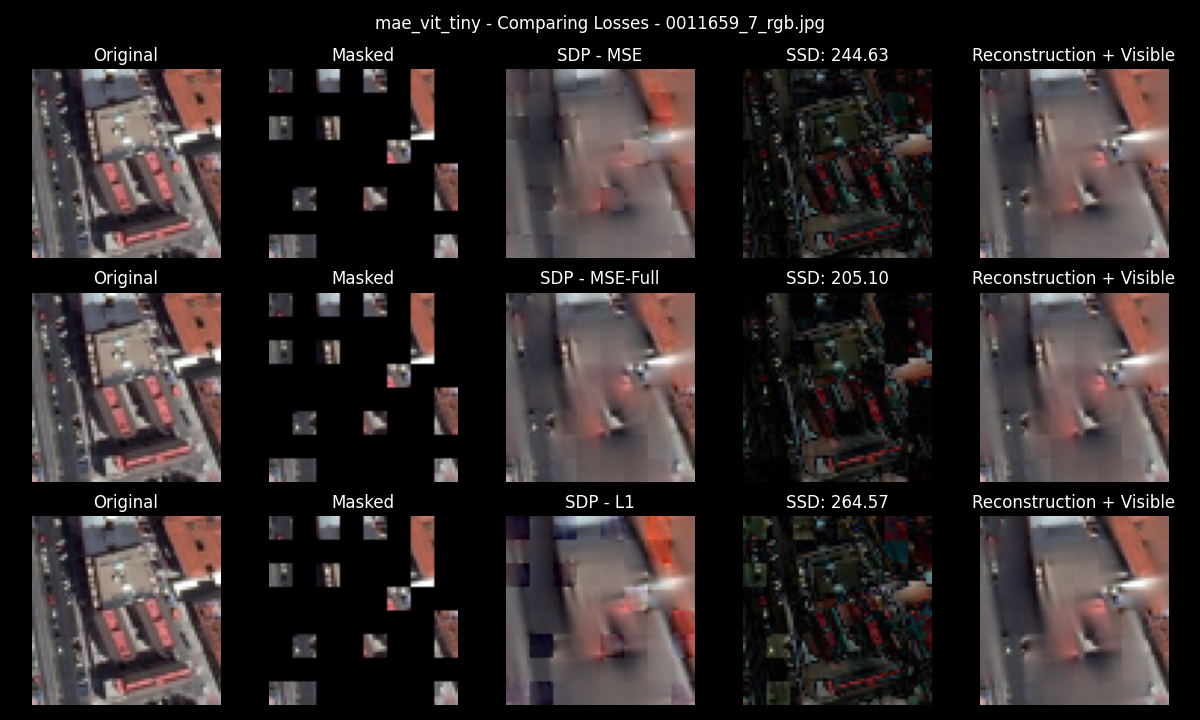 mae_vit_tiny - Comparing Losses - 0011659_7_rgb.jpg
Original Masked SDP - MSE SSD: 244.63 Reconstruction + Visible
Original Masked SDP - MSE-Full SSD: 205.10 Reconstruction + Visible
Original Masked SDP - L1 SSD: 264.57 Reconstruction + Visible